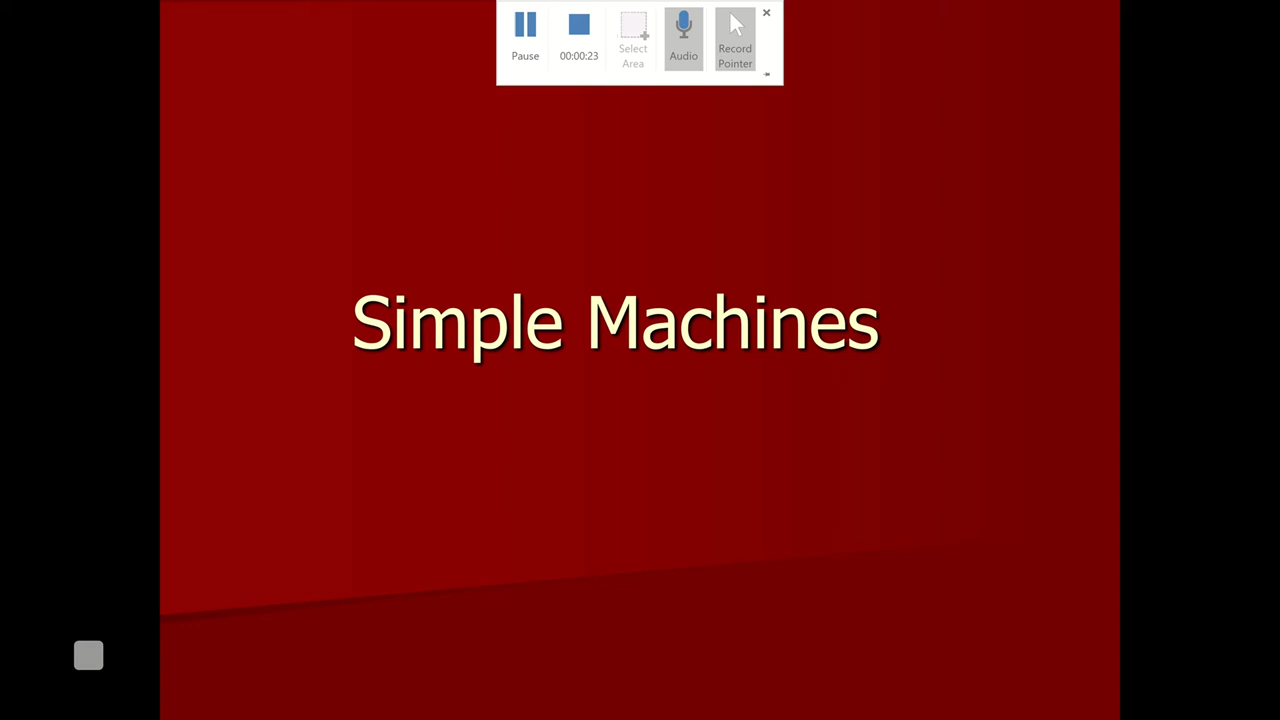 Pause
00:00:23
Select
Area
Audio
Record
Pointer
Simple Machines